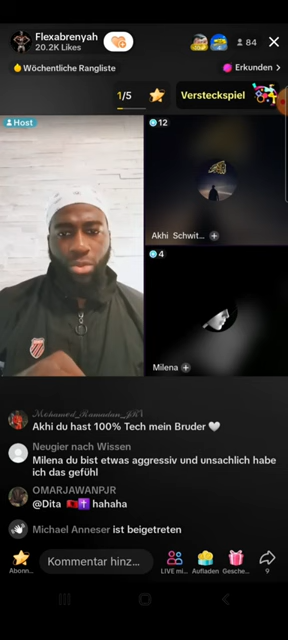 Flexabrenyah
20.2K Likes
84
Wöchentliche Rangliste
Erkunden >
1/5
Versteckspiel
Host
12
Akhi Schwit...
4
Milena
Akhi du hast 100% Tech mein Bruder 🤍
Neugier nach Wissen
Milena du bist etwas aggressiv und unsachlich habe
ich das gefühl
OMARJAWANPJR
@Dita 🇦🇱✝️ hahaha
Michael Anneser ist beigetreten
Kommentar hinz...
Abonn...
LIVE mi...
Aufladen
Gesche...
9